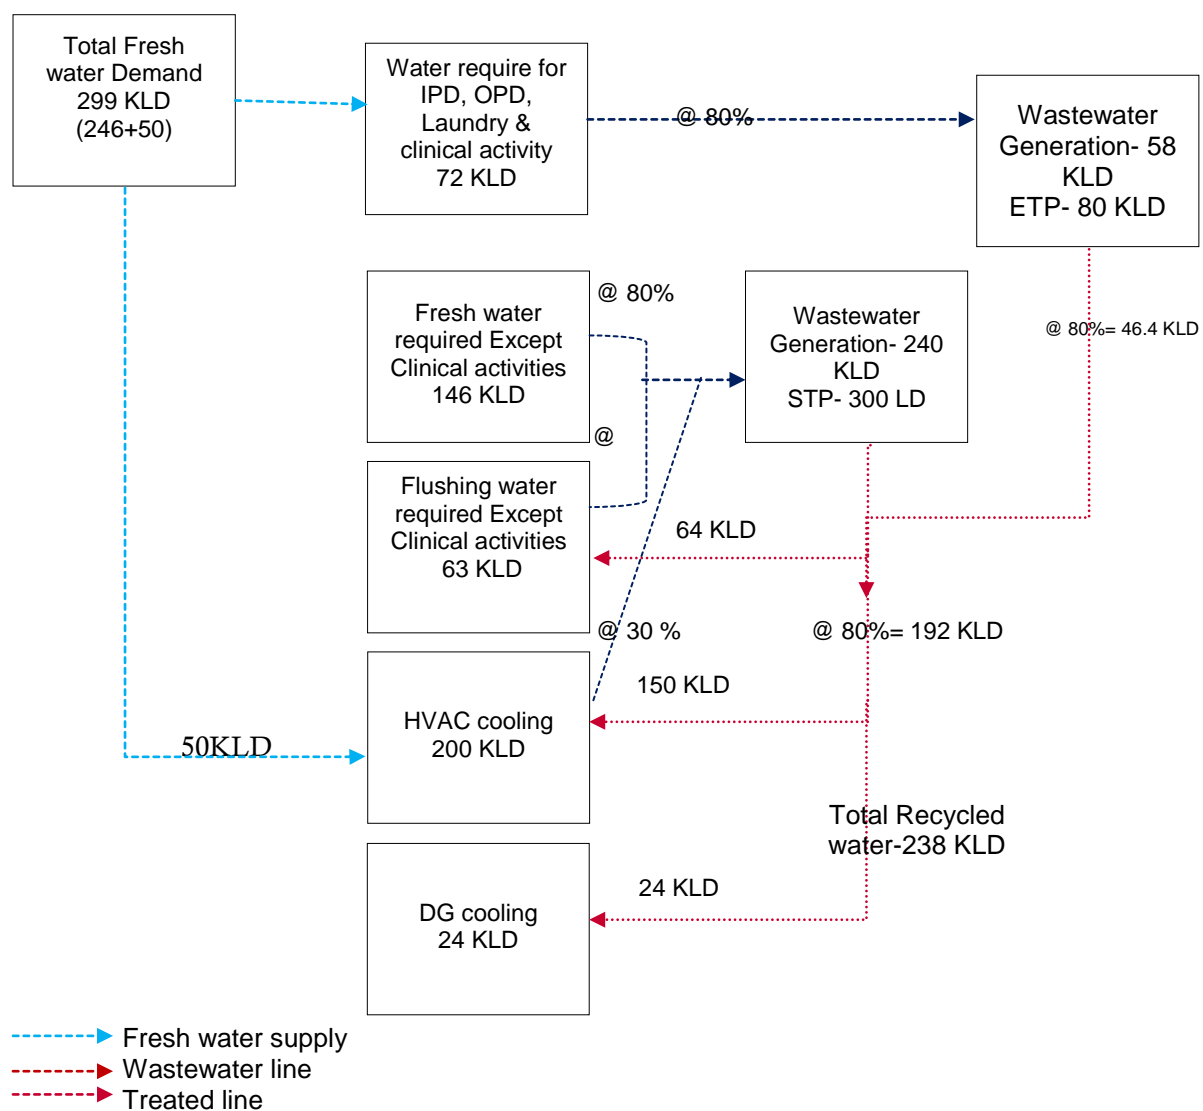 Total Fresh
water Demand
299 KLD
(246+50)
Water require for
IPD, OPD,
Laundry &
clinical activity
72 KLD
@ 80%
Wastewater
Generation- 58
KLD
ETP- 80 KLD
Fresh water
required Except
Clinical activities
146 KLD
@ 80%
Wastewater
Generation- 240
KLD
STP- 300 LD
@ 80%= 46.4 KLD
@
Flushing water
required Except
Clinical activities
63 KLD
64 KLD
@ 30 %
@ 80%= 192 KLD
150 KLD
HVAC cooling
200 KLD
50KLD
Total Recycled
water-238 KLD
24 KLD
DG cooling
24 KLD
Fresh water supply
Wastewater line
Treated line